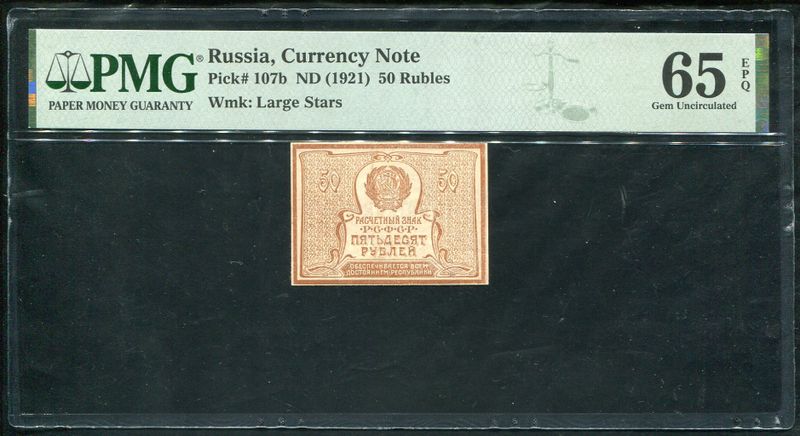 PMG®
PAPER MONEY GUARANTY
Russia, Currency Note
Pick# 107b ND (1921) 50 Rubles
Wmk: Large Stars
65 EPQ
Gem Uncirculated
50 50
РАСЧЕТНЫЙ ЗНАК
·Р·С·Ф·С·Р·
ПЯТЬДЕСЯТ
РУБЛЕЙ
ОБЕСПЕЧИВАЕТСЯ ВСЕМ
ДОСТОЯНИЕМ РЕСПУБЛИКИ